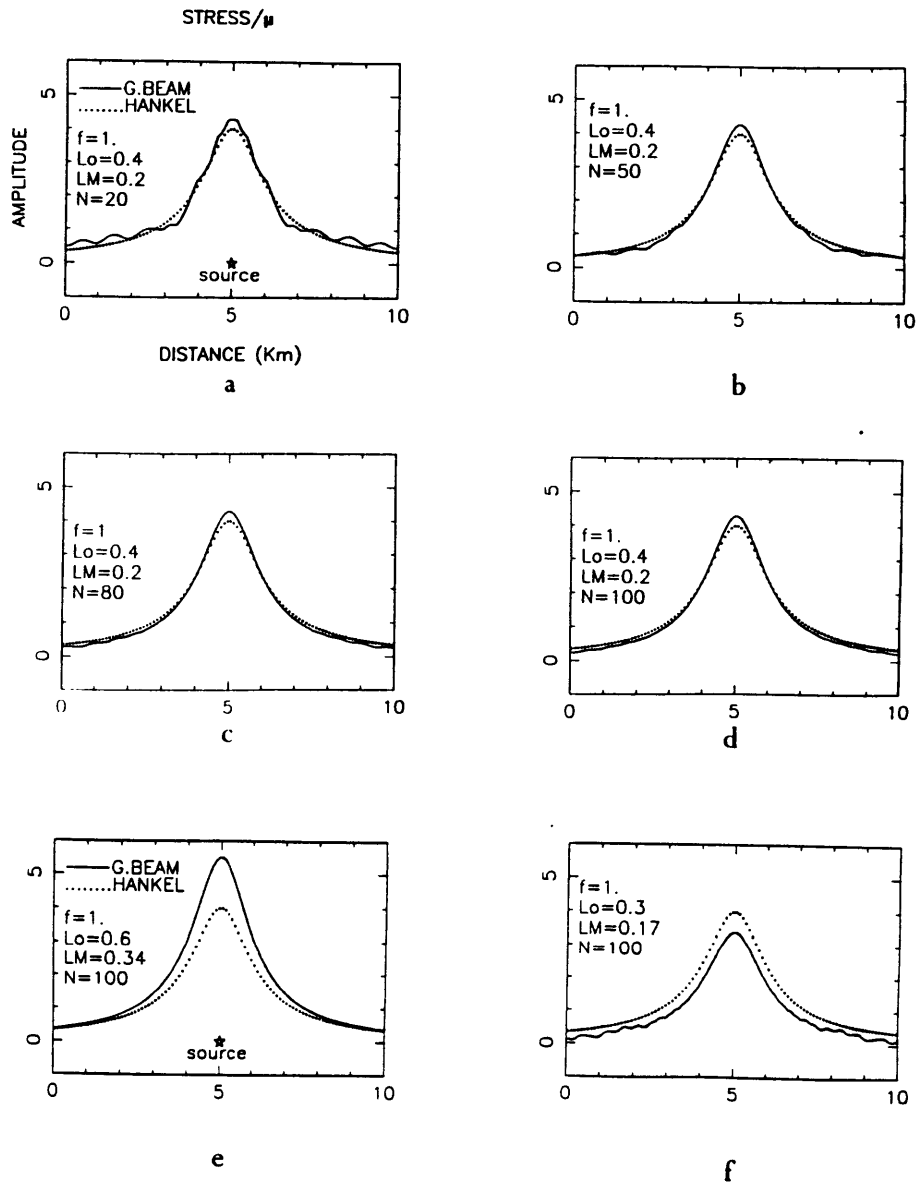 STRESS/μ
5
G.BEAM
HANKEL
f=1.
Lo=0.4
LM=0.2
N=20
AMPLITUDE
0
source
0 5 10
DISTANCE (Km)
a
5
f=1.
Lo=0.4
LM=0.2
N=50
0
0 5 10
b
5
f=1
Lo=0.4
LM=0.2
N=80
0
0 5 10
c
5
f=1.
Lo=0.4
LM=0.2
N=100
0
0 5 10
d
5
G.BEAM
HANKEL
f=1.
Lo=0.6
LM=0.34
N=100
0
source
0 5 10
e
5
f=1.
Lo=0.3
LM=0.17
N=100
0
0 5 10
f